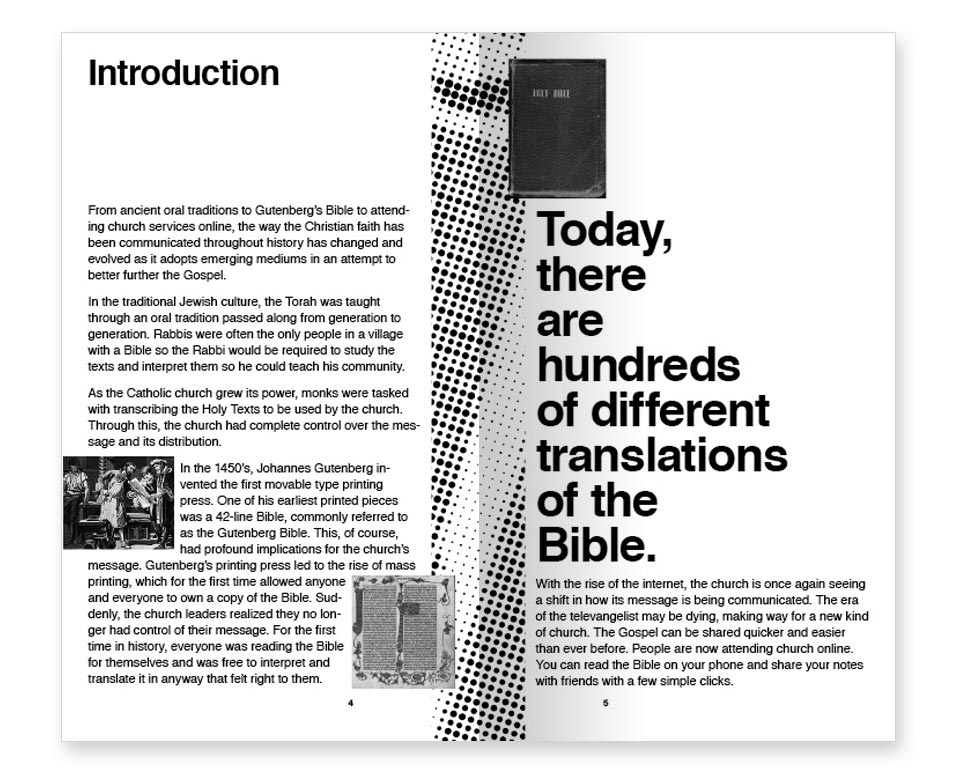 Introduction
From ancient oral traditions to Gutenberg's Bible to attend-
ing church services online, the way the Christian faith has
been communicated throughout history has changed and
evolved as it adopts emerging mediums in an attempt to
better further the Gospel.
In the traditional Jewish culture, the Torah was taught
through an oral tradition passed along from generation to
generation. Rabbis were often the only people in a village
with a Bible so the Rabbi would be required to study the
texts and interpret them so he could teach his community.
As the Catholic church grew its power, monks were tasked
with transcribing the Holy Texts to be used by the church.
Through this, the church had complete control over the mes-
sage and its distribution.
In the 1450's, Johannes Gutenberg in-
vented the first movable type printing
press. One of his earliest printed pieces
was a 42-line Bible, commonly referred to
as the Gutenberg Bible. This, of course,
had profound implications for the church's
message. Gutenberg's printing press led to the rise of mass
printing, which for the first time allowed anyone
and everyone to own a copy of the Bible. Sud-
denly, the church leaders realized they no lon-
ger had control of their message. For the first
time in history, everyone was reading the Bible
for themselves and was free to interpret and
translate it in anyway that felt right to them.
4
HOLY BIBLE
Today,
there
are
hundreds
of different
translations
of the
Bible.
With the rise of the internet, the church is once again seeing
a shift in how its message is being communicated. The era
of the televangelist may be dying, making way for a new kind
of church. The Gospel can be shared quicker and easier
than ever before. People are now attending church online.
You can read the Bible on your phone and share your notes
with friends with a few simple clicks.
5